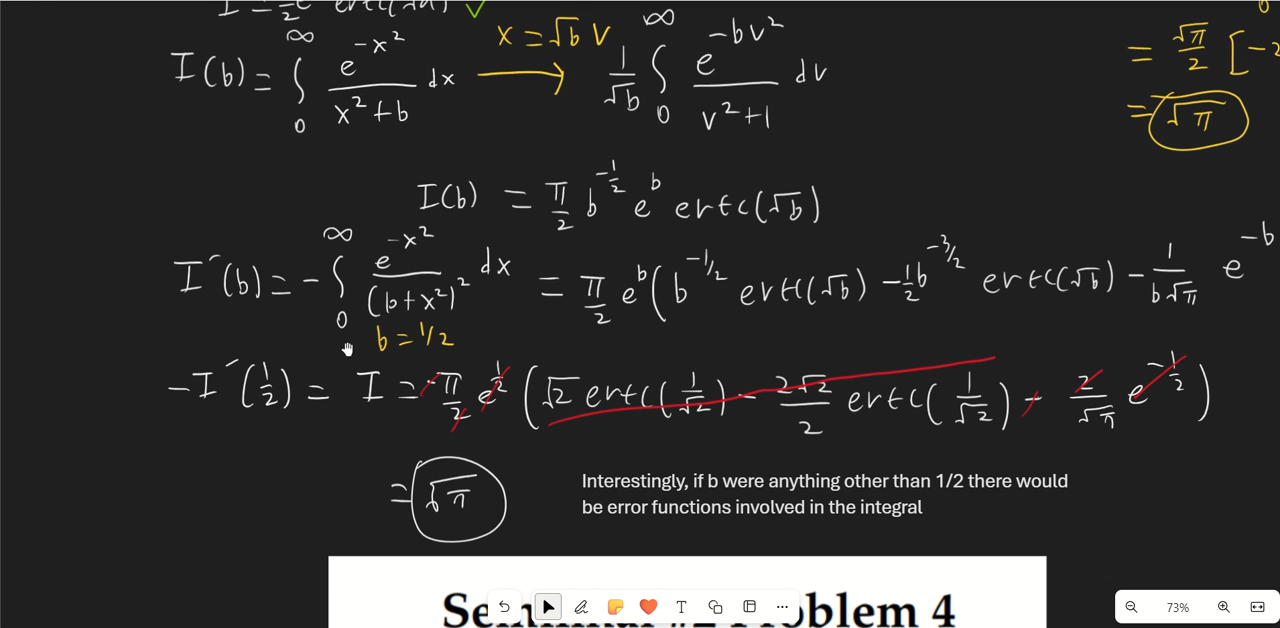 I(b) = ∫₀^∞ e^{-x²}/(x²+b) dx → x = √b v 1/√b ∫₀^∞ e^{-bv²}/(v²+1) dv
= √π/2 [-2
= √π
I(b) = π/2 b^{-1/2} e^b erfc(√b)
I'(b) = -∫₀^∞ e^{-x²}/(b+x²)² dx = π/2 e^b (b^{-1/2} erfc(√b) - 1/2 b^{-3/2} erfc(√b) - 1/(b√π) e^{-b}
b = 1/2
-I'(1/2) = I = -π/2 e^{1/2} (√2 erfc(1/√2) - 2√2/2 erfc(1/√2) - 2/√π e^{-1/2})
= √π
Interestingly, if b were anything other than 1/2 there would
be error functions involved in the integral
Problem 4
73%